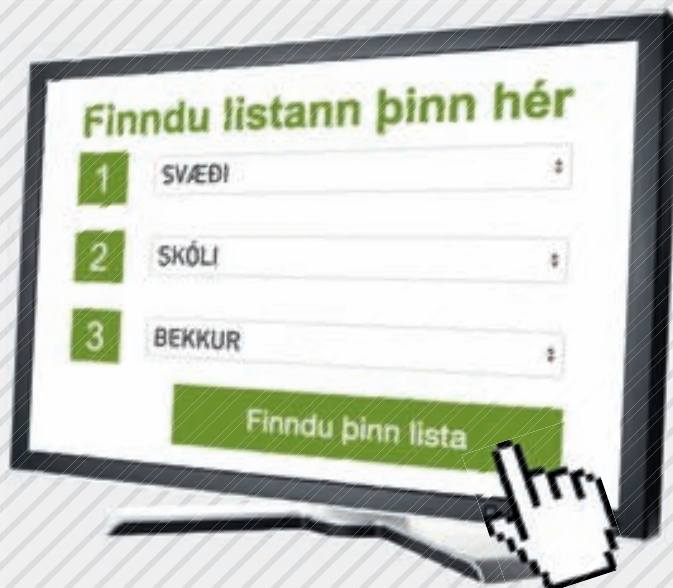 Finndu listann þinn hér
1 SVÆÐI
2 SKÓLI
3 BEKKUR
Finndu þinn lista